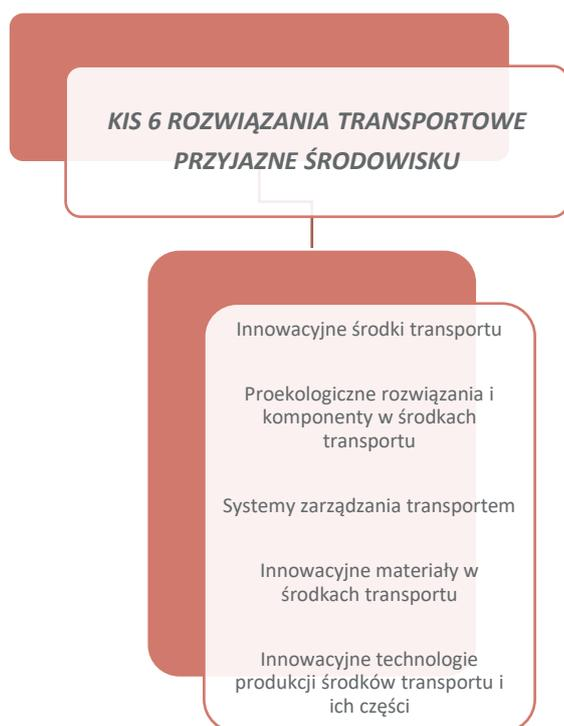 KIS 6 ROZWIĄZANIA TRANSPORTOWE
PRZYJAZNE ŚRODOWISKU
Innowacyjne środki transportu
Proekologiczne rozwiązania i
komponenty w środkach
transportu
Systemy zarządzania transportem
Innowacyjne materiały w
środkach transportu
Innowacyjne technologie
produkcji środków transportu i
ich części